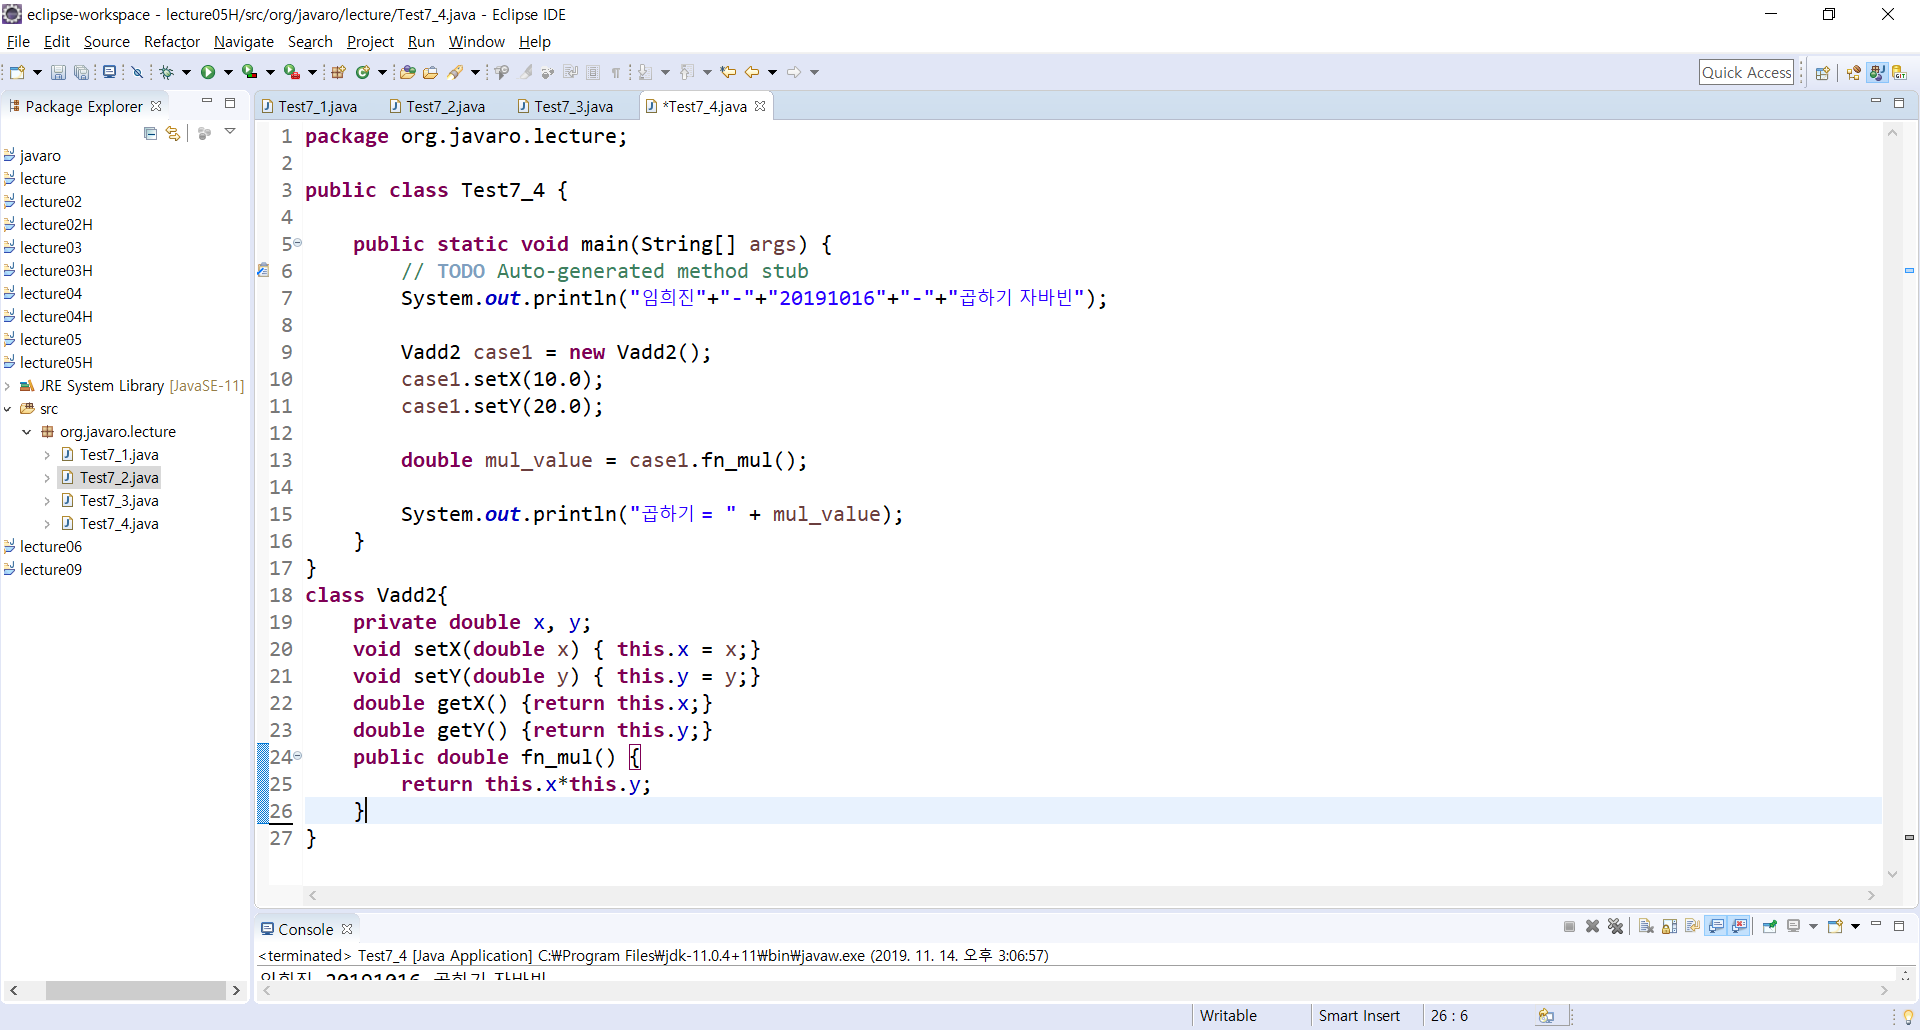 eclipse-workspace - lecture05H/src/org/javaro/lecture/Test7_4.java - Eclipse IDE
File Edit Source Refactor Navigate Search Project Run Window Help
Quick Access
Package Explorer
Test7_1.java Test7_2.java Test7_3.java *Test7_4.java
javaro
lecture
lecture02
lecture02H
lecture03
lecture03H
lecture04
lecture04H
lecture05
lecture05H
JRE System Library [JavaSE-11]
src
org.javaro.lecture
Test7_1.java
Test7_2.java
Test7_3.java
Test7_4.java
lecture06
lecture09
1 package org.javaro.lecture;
2
3 public class Test7_4 {
4
5 public static void main(String[] args) {
6 // TODO Auto-generated method stub
7 System.out.println("임희진"+"-"+"20191016"+"-"+"곱하기 자바빈");
8
9 Vadd2 case1 = new Vadd2();
10 case1.setX(10.0);
11 case1.setY(20.0);
12
13 double mul_value = case1.fn_mul();
14
15 System.out.println("곱하기 = " + mul_value);
16 }
17 }
18 class Vadd2{
19 private double x, y;
20 void setX(double x) { this.x = x;}
21 void setY(double y) { this.y = y;}
22 double getX() {return this.x;}
23 double getY() {return this.y;}
24 public double fn_mul() {
25 return this.x*this.y;
26 }
27 }
Console
<terminated> Test7_4 [Java Application] C:₩Program Files₩jdk-11.0.4+11₩bin₩javaw.exe (2019. 11. 14. 오후 3:06:57)
임희진-20191016-곱하기 자바빈
Writable Smart Insert 26 : 6